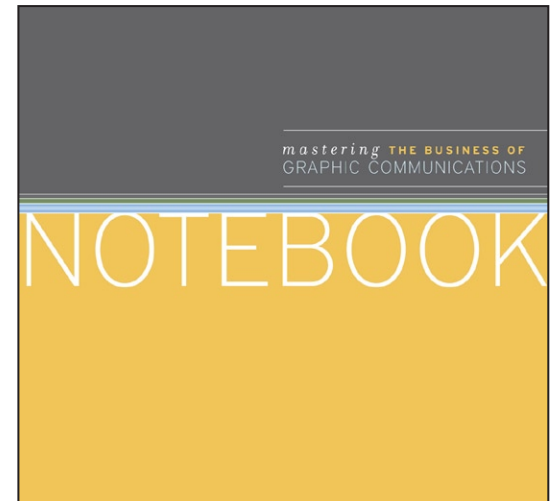 mastering THE BUSINESS OF
GRAPHIC COMMUNICATIONS
NOTEBOOK